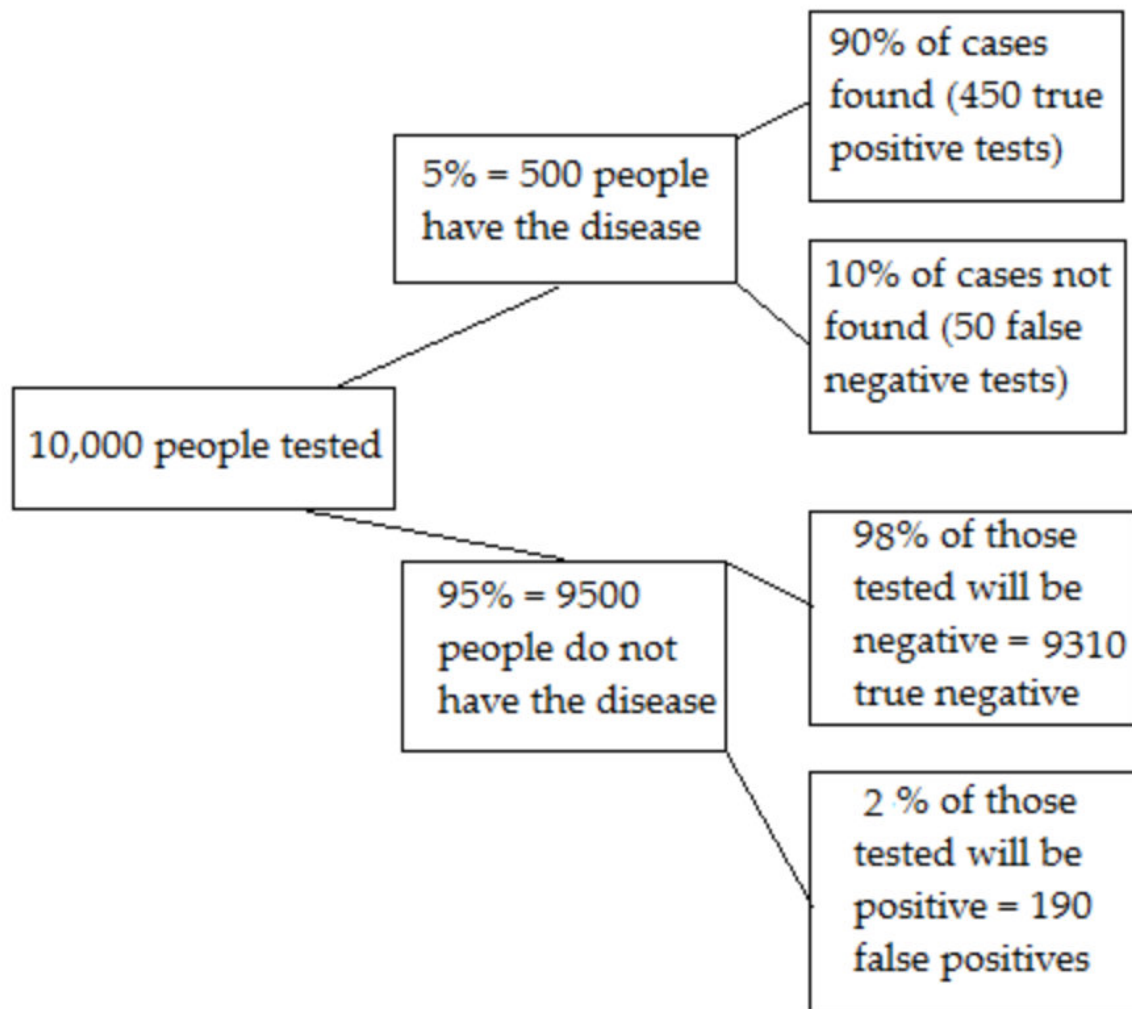 90% of cases
found (450 true
positive tests)
5% = 500 people
have the disease
10% of cases not
found (50 false
negative tests)
10,000 people tested
98% of those
tested will be
negative = 9310
true negative
95% = 9500
people do not
have the disease
2 % of those
tested will be
positive = 190
false positives